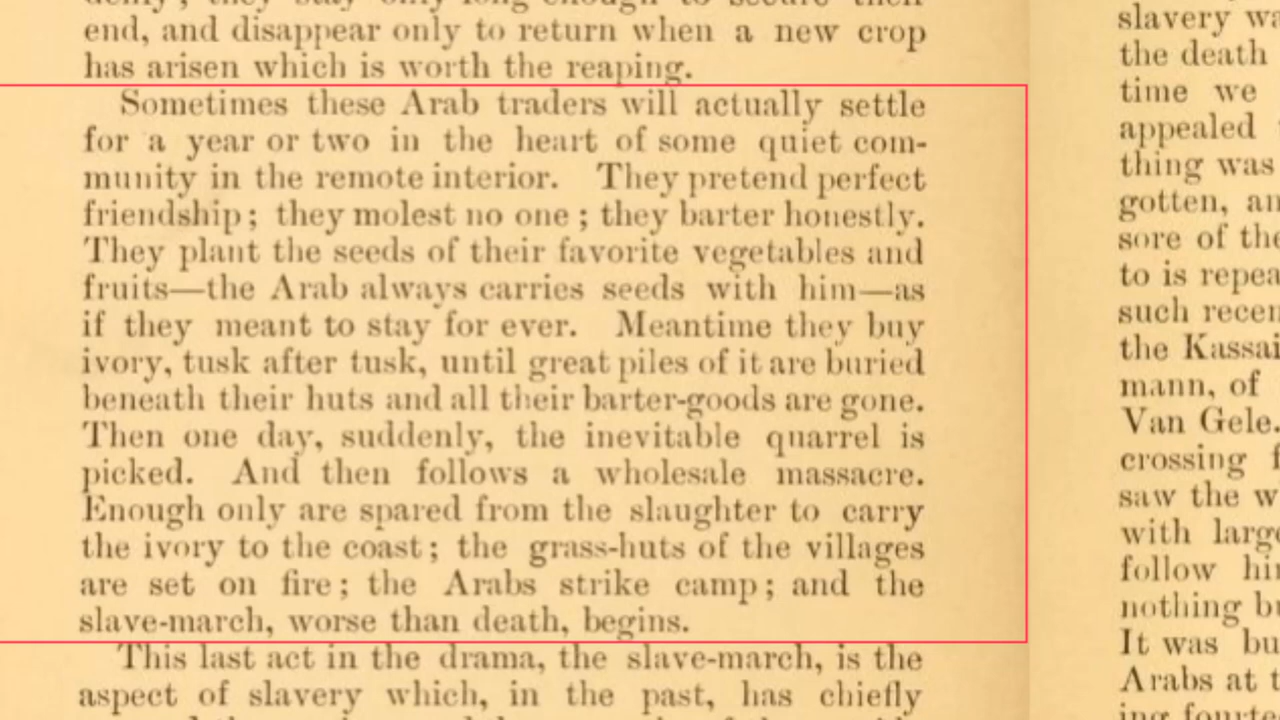 end, and disappear only to return when a new crop
has arisen which is worth the reaping.
Sometimes these Arab traders will actually settle
for a year or two in the heart of some quiet com-
munity in the remote interior. They pretend perfect
friendship; they molest no one; they barter honestly.
They plant the seeds of their favorite vegetables and
fruits—the Arab always carries seeds with him—as
if they meant to stay for ever. Meantime they buy
ivory, tusk after tusk, until great piles of it are buried
beneath their huts and all their barter-goods are gone.
Then one day, suddenly, the inevitable quarrel is
picked. And then follows a wholesale massacre.
Enough only are spared from the slaughter to carry
the ivory to the coast; the grass-huts of the villages
are set on fire; the Arabs strike camp; and the
slave-march, worse than death, begins.
This last act in the drama, the slave-march, is the
aspect of slavery which, in the past, has chiefly
slavery
the death
time we
appealed
thing was
gotten,
sore of
to is
such
the Kassai
mann, of
Van Gele.
crossing
saw the
with
follow
nothing
It was
Arabs at